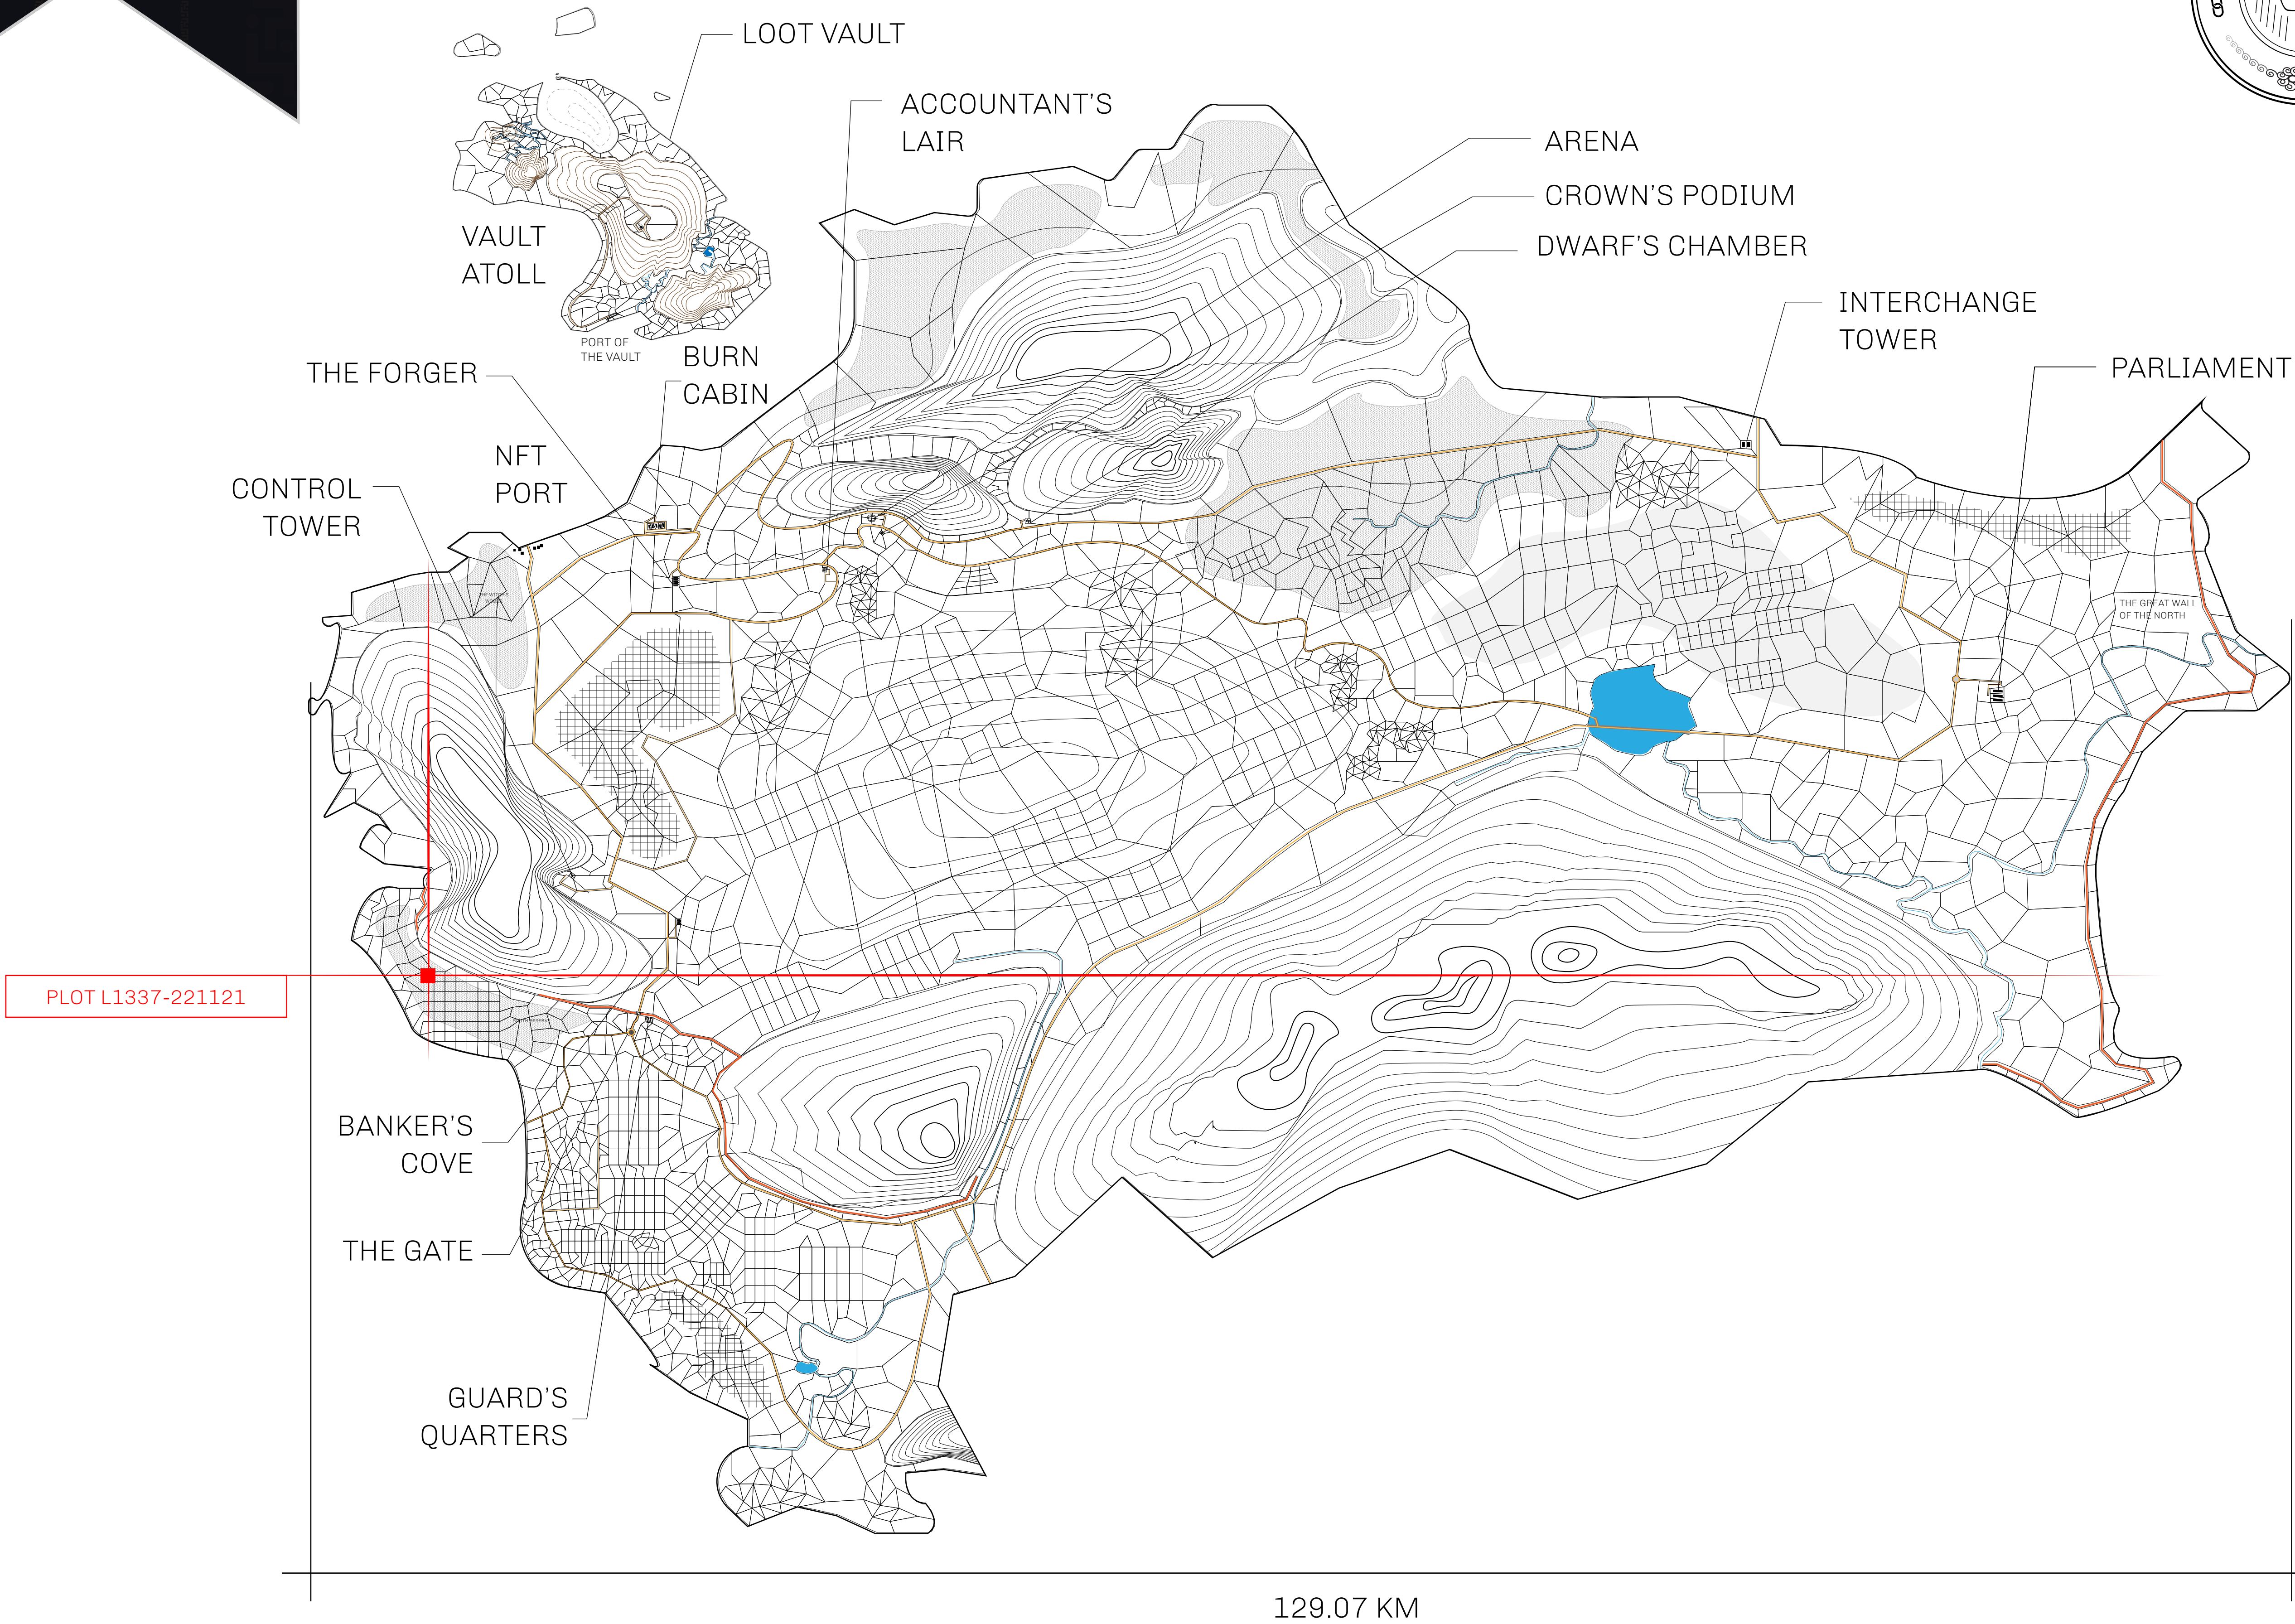 LOOT VAULT
ACCOUNTANT'S
LAIR
ARENA
CROWN'S PODIUM
DWARF'S CHAMBER
VAULT
ATOLL
INTERCHANGE
TOWER
PORT OF
THE VAULT
BURN
CABIN
THE FORGER
PARLIAMENT
NFT
PORT
CONTROL
TOWER
THE WITCH'S
THE GREAT WALL
OF THE NORTH
PLOT L1337-221121
BANKER'S
COVE
THE GATE
GUARD'S
QUARTERS
129.07 KM